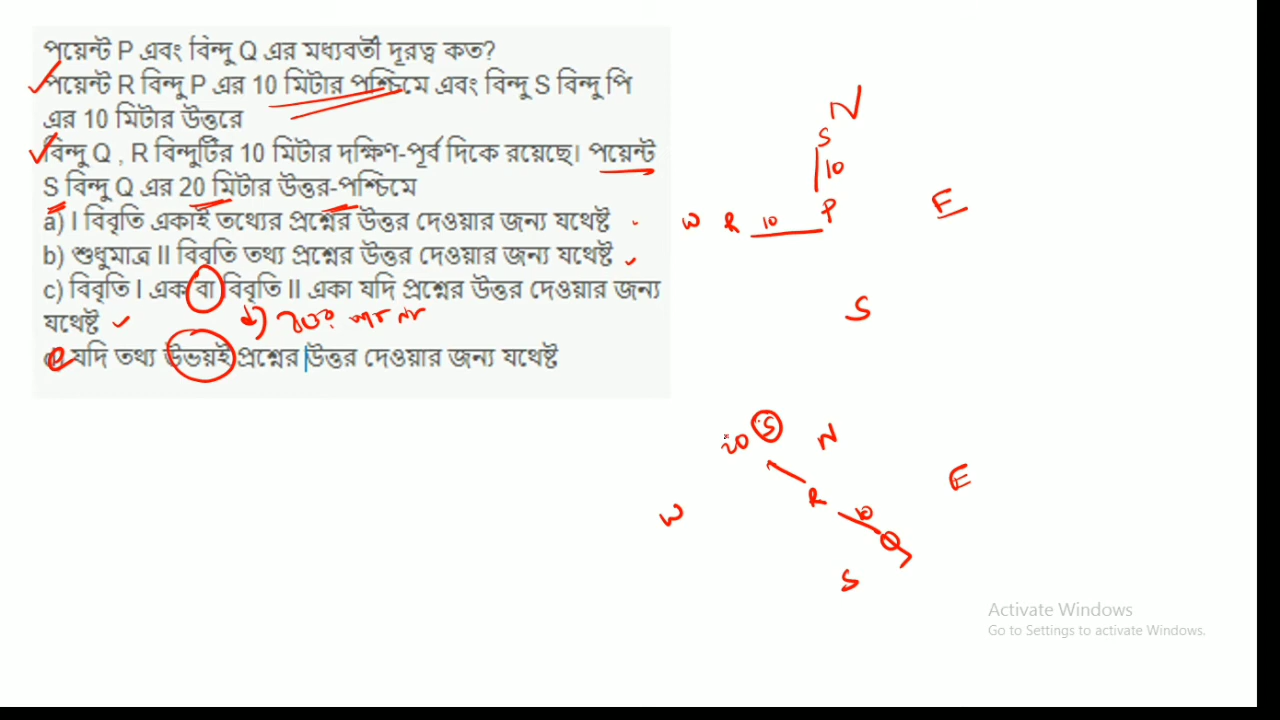 পয়েন্ট P এবং বিন্দু Q এর মধ্যবর্তী দূরত্ব কত?
পয়েন্ট R বিন্দু P এর 10 মিটার পশ্চিমে এবং বিন্দু S বিন্দু পি
এর 10 মিটার উত্তরে
বিন্দু Q , R বিন্দুটির 10 মিটার দক্ষিণ-পূর্ব দিকে রয়েছে। পয়েন্ট
S বিন্দু Q এর 20 মিটার উত্তর-পশ্চিমে
a) I বিবৃতি একাই তথ্যের প্রশ্নের উত্তর দেওয়ার জন্য যথেষ্ট
b) শুধুমাত্র II বিবৃতি তথ্য প্রশ্নের উত্তর দেওয়ার জন্য যথেষ্ট
c) বিবৃতি I এক বা বিবৃতি II একা যদি প্রশ্নের উত্তর দেওয়ার জন্য
যথেষ্ট
d)
e যদি তথ্য উভয়ই প্রশ্নের উত্তর দেওয়ার জন্য যথেষ্ট
N
S
10
W R 10 P E
S
20 S N
E
R
W 10
Q
S
Activate Windows
Go to Settings to activate Windows.